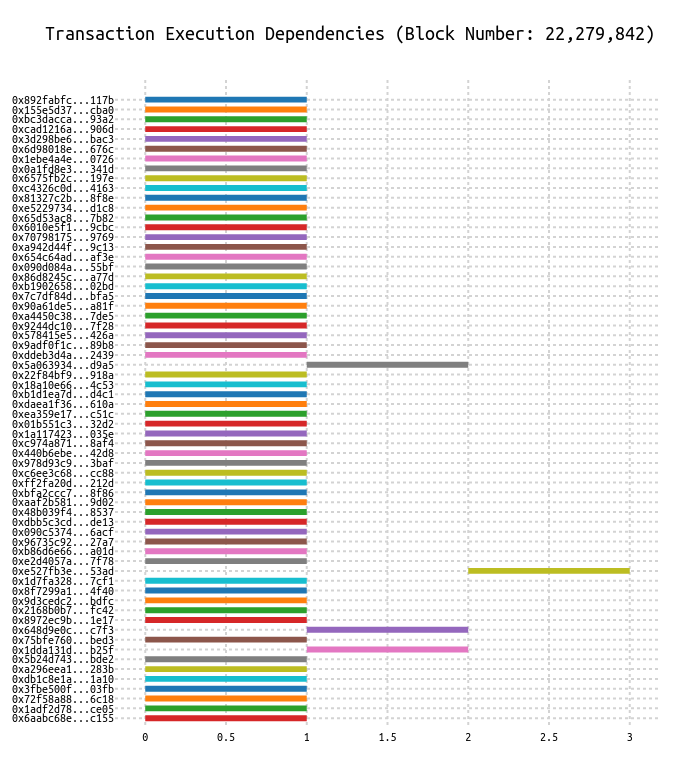 Transaction Execution Dependencies (Block Number: 22,279,842)
0x892fabfc...117b
0x155e5d37...cba0
0xbc3dacca...93a2
0xcad1216a...906d
0x3d298be6...bac3
0x6d98018e...676c
0x1ebe4a4e...0726
0x0a1fd8e3...341d
0x6575fb2c...197e
0xc4326c0d...4163
0x81327c2b...8f8e
0xe5229734...d1c8
0x65d53ac8...7b82
0x6010e5f1...9cbc
0x70798175...9769
0xa942d44f...9c13
0x654c64ad...af3e
0x090d084a...55bf
0x86d8245c...a77d
0xb1902658...02bd
0x7c7df84d...bfa5
0x90a61de5...a81f
0xa4450c38...7de5
0x9244dc10...7f28
0x578415e5...426a
0x9adf0f1c...89b8
0xddeb3d4a...2439
0x5a063934...d9a5
0x22f84bf9...918a
0x18a10e66...4c53
0xb1d1ea7d...d4c1
0xdaea1f36...610a
0xea359e17...c51c
0x01b551c3...32d2
0x1a117423...035e
0xc974a871...8af4
0x440b6ebe...42d8
0x978d93c9...3baf
0xc6ee3c68...cc88
0xff2fa20d...212d
0xbfa2ccc7...8f86
0xaaf2b581...9d02
0x48b039f4...8537
0xdbb5c3cd...de13
0x090c5374...6acf
0x96735c92...27a7
0xb86d6e66...a01d
0xe2d4057a...7f78
0xe527fb3e...53ad
0x1d7fa328...7cf1
0x8f7299a1...4f40
0x9d3cedc2...bdfc
0x2168b0b7...fc42
0x8972ec9b...1e17
0x648d9e0c...c7f3
0x75bfe760...bed3
0x1dda131d...b25f
0x5b24d743...bde2
0xa296eea1...283b
0xdb1c8e1a...1a10
0x3fbe500f...03fb
0x72f58a88...6c18
0x1adf2d78...ce05
0x6aabc68e...c155
0 0.5 1 1.5 2 2.5 3